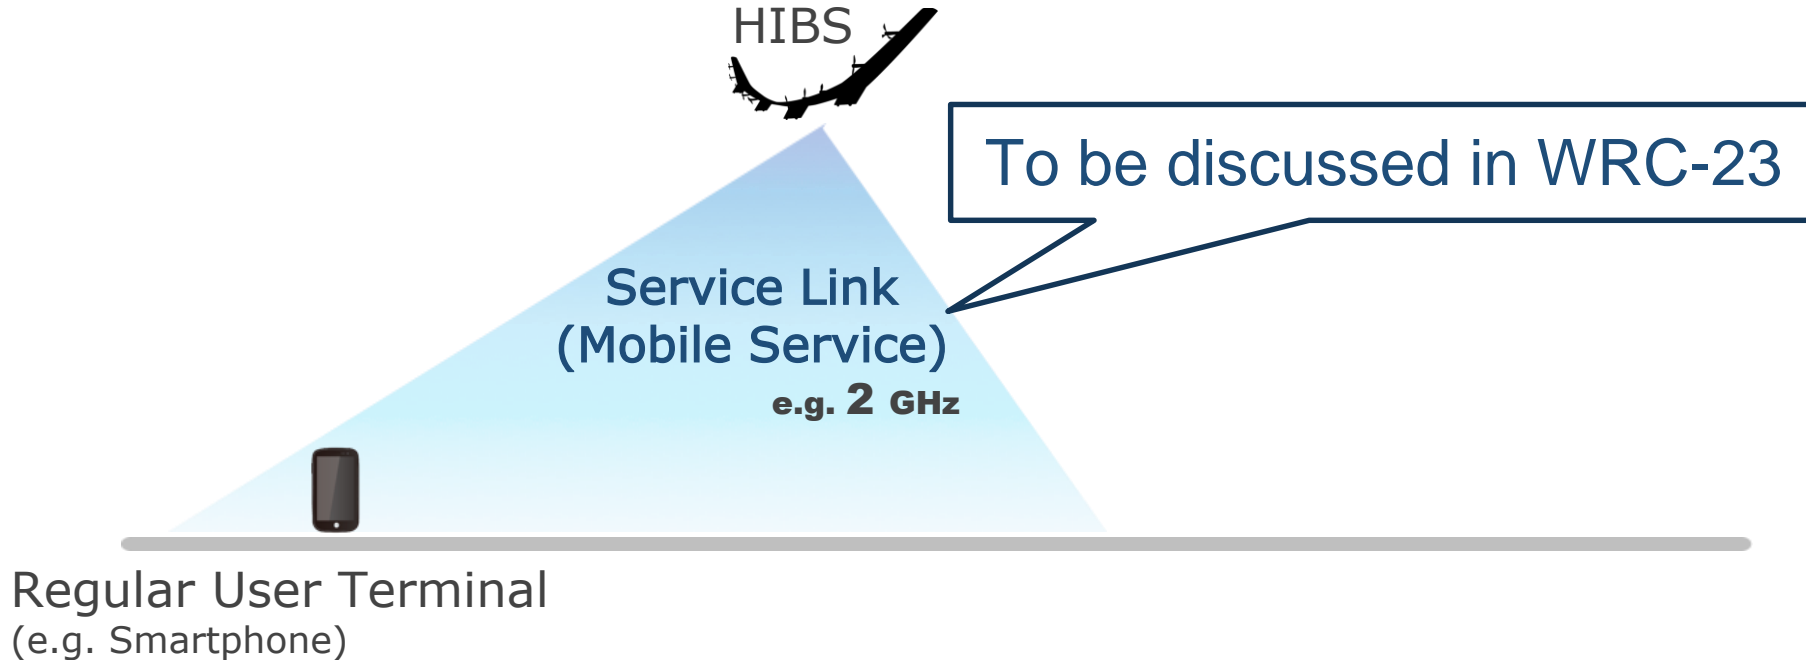 HIBS
To be discussed in WRC-23
Service Link
(Mobile Service)
e.g. 2 GHz
Regular User Terminal
(e.g. Smartphone)